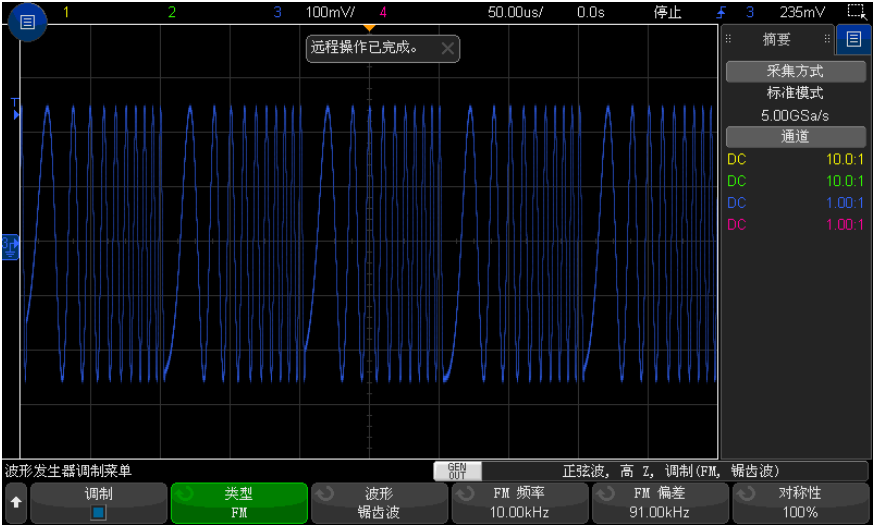 1 2 3 100mV/ 4 50.00us/ 0.0s 停止 3 235mV
远程操作已完成。
摘要
采集方式
标准模式
5.00GSa/s
通道
DC 10.0:1
DC 10.0:1
DC 1.00:1
DC 1.00:1
T
3
波形发生器调制菜单
GEN OUT
正弦波, 高 Z, 调制(FM, 锯齿波)
调制
类型
FM
波形
锯齿波
FM 频率
10.00kHz
FM 偏差
91.00kHz
对称性
100%